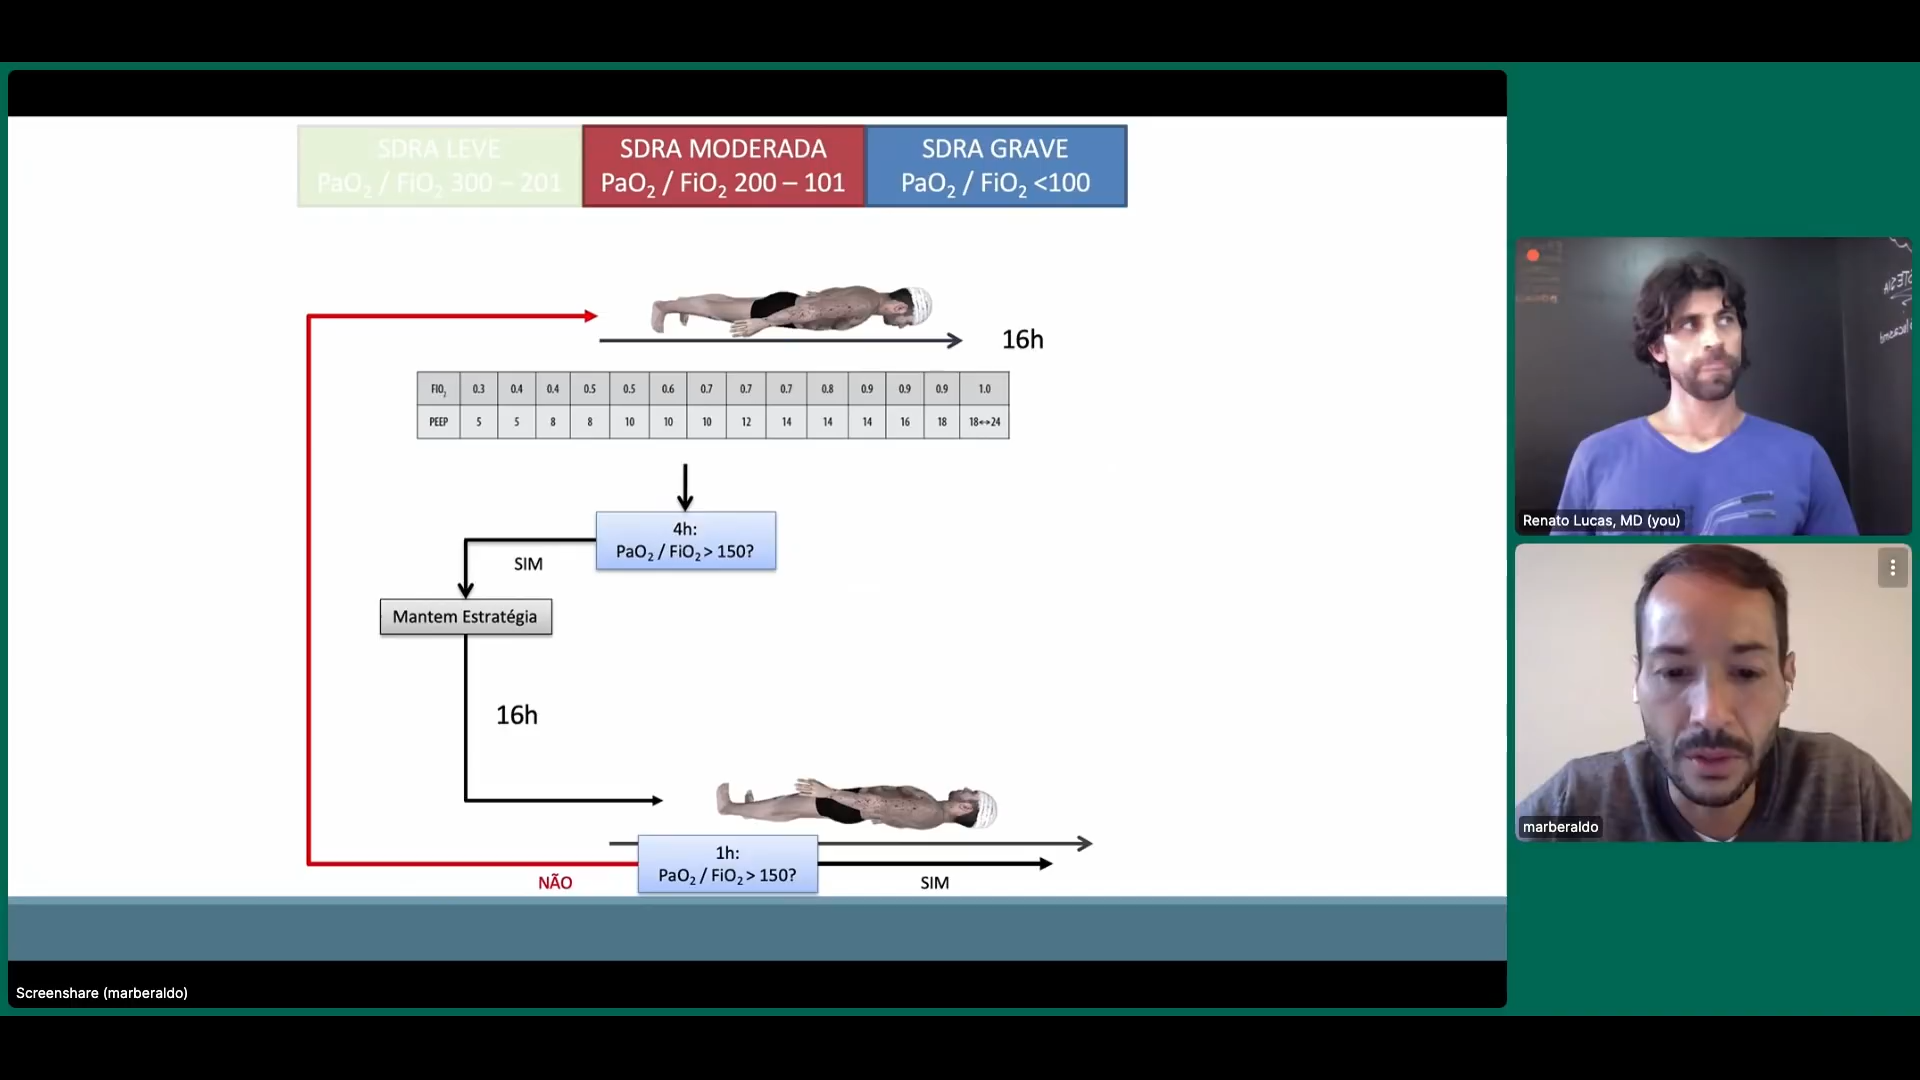 SDRA LEVE
PaO₂ / FiO₂ 300 – 201
SDRA MODERADA
PaO₂ / FiO₂ 200 – 101
SDRA GRAVE
PaO₂ / FiO₂ <100
16h
FIO₂ 0.3 0.4 0.4 0.5 0.5 0.6 0.7 0.7 0.7 0.8 0.9 0.9 0.9 1.0
PEEP 5 5 8 8 10 10 10 12 14 14 14 16 18 18↔24
4h:
PaO₂ / FiO₂ > 150?
SIM
Mantem Estratégia
16h
1h:
PaO₂ / FiO₂ > 150?
NÃO
SIM
Screenshare (marberaldo)
Renato Lucas, MD (you)
marberaldo